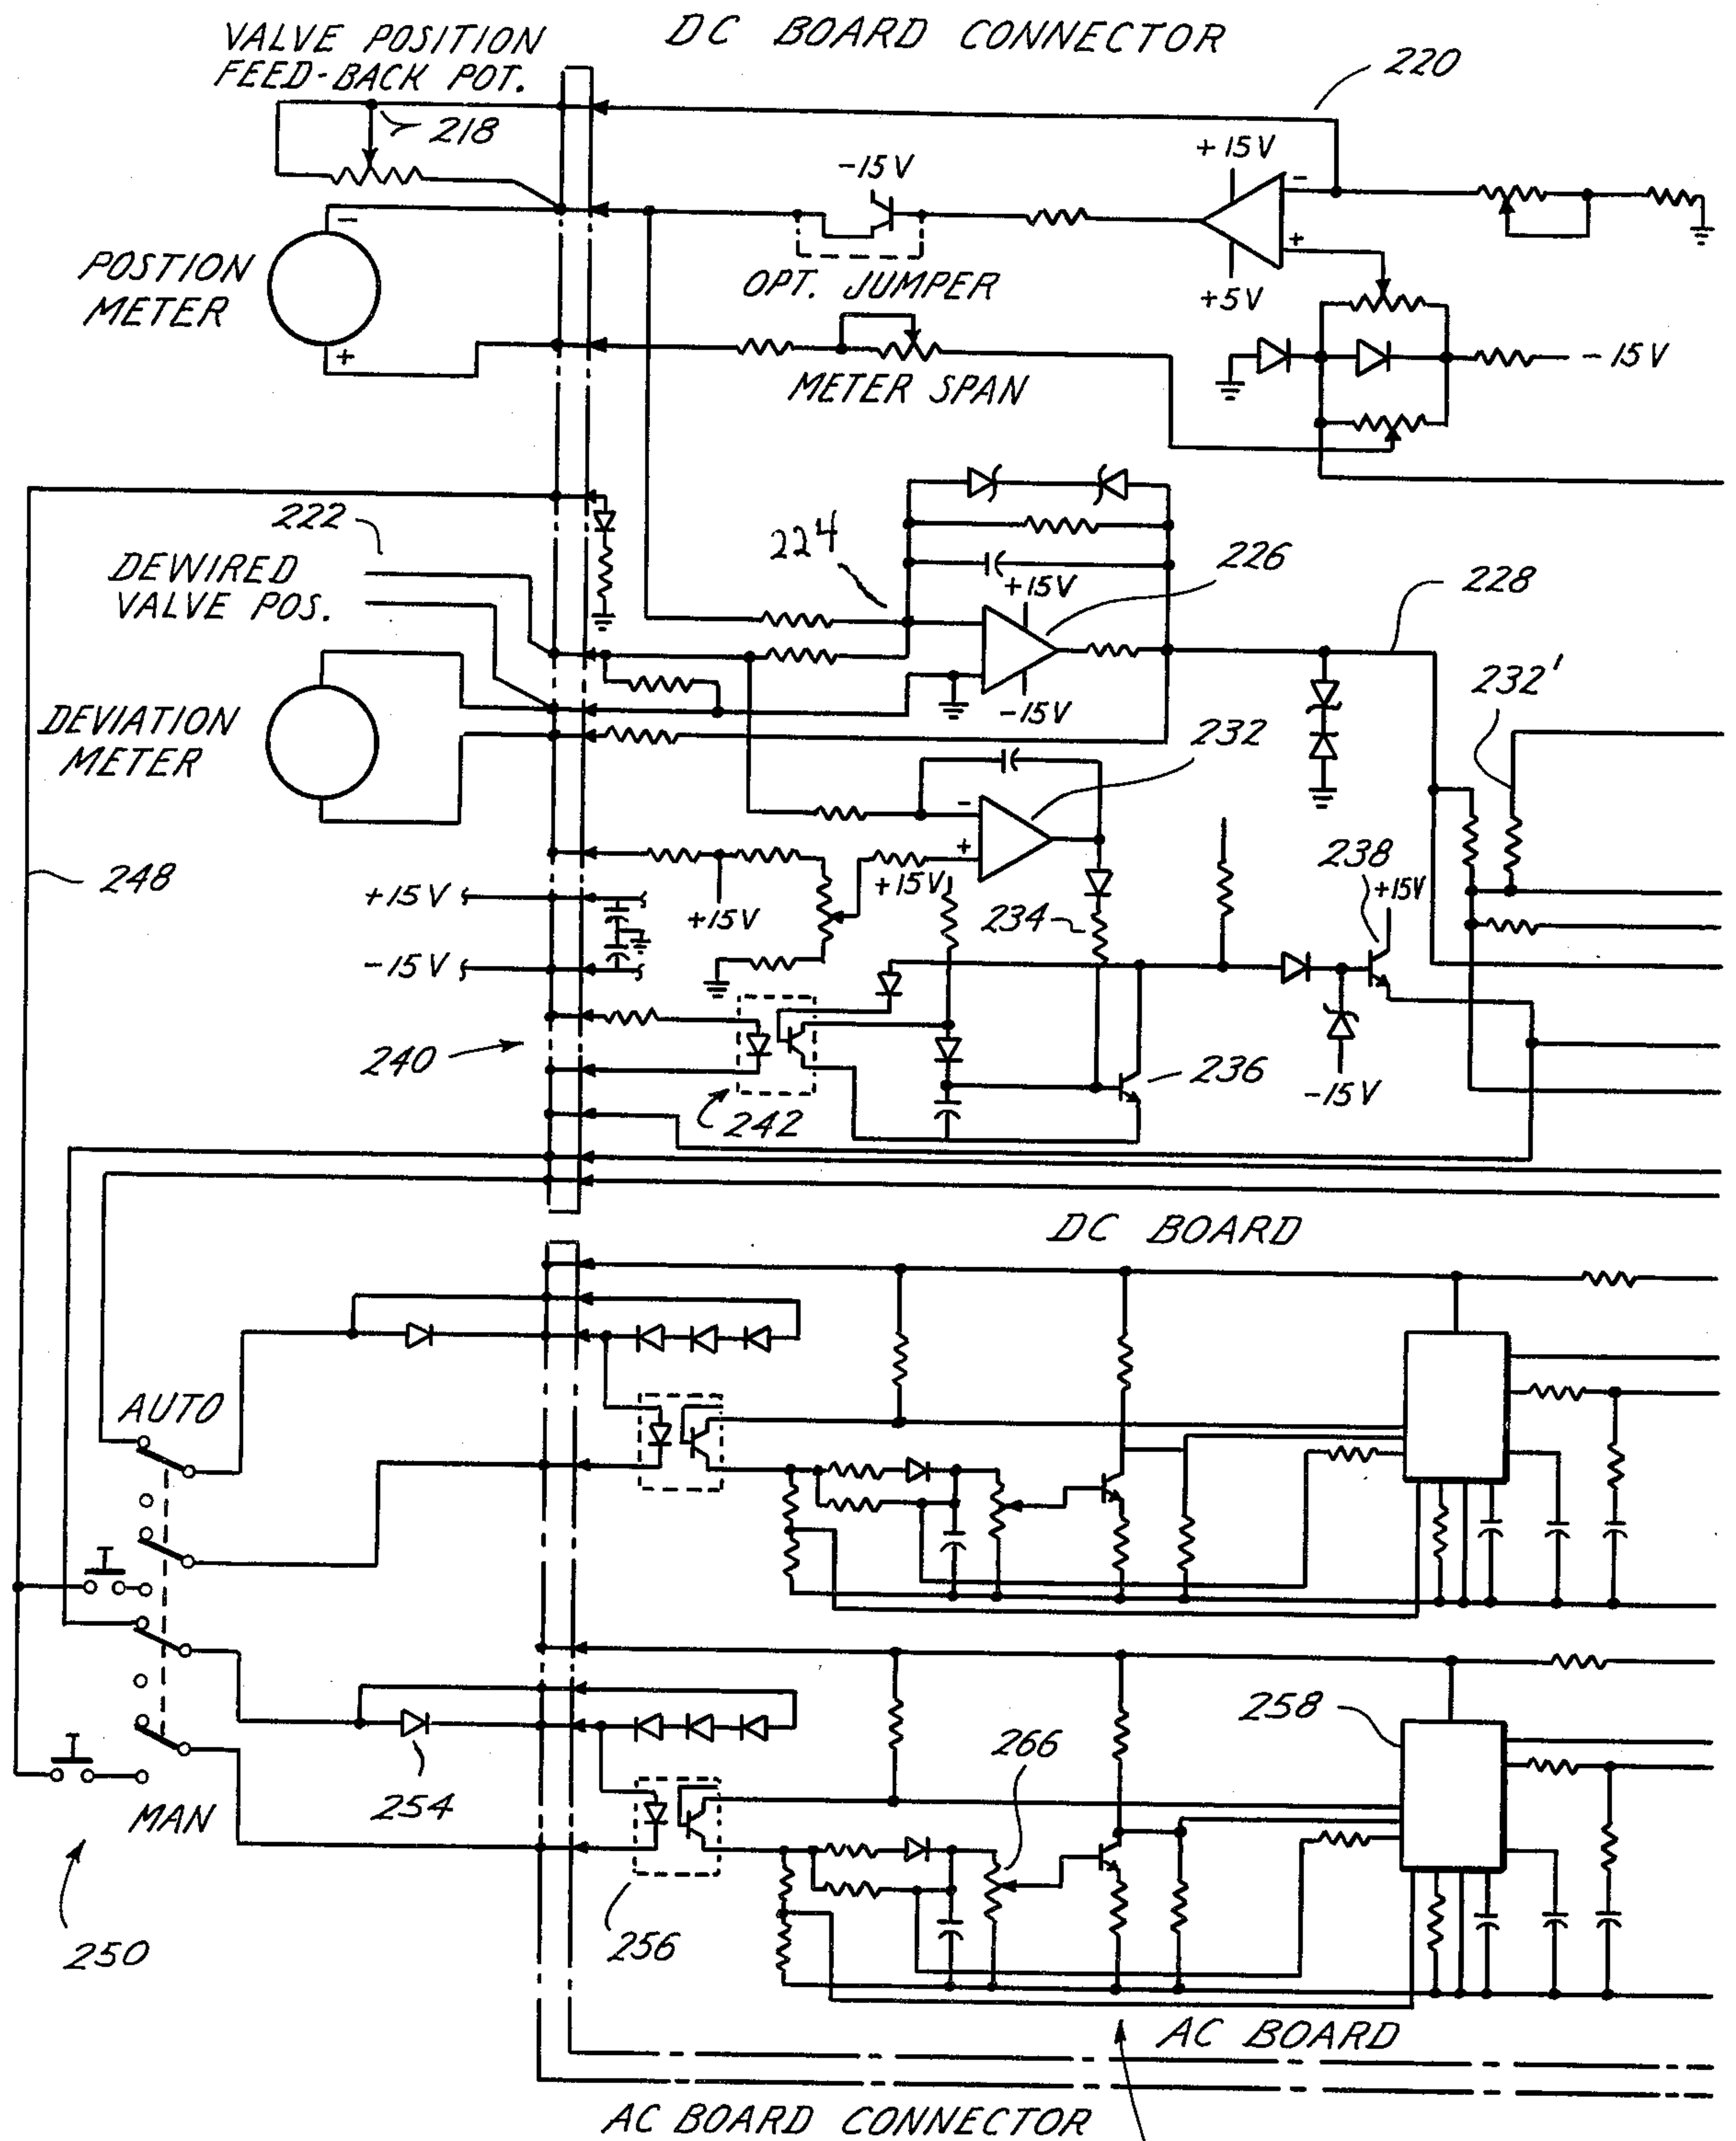 DC BOARD CONNECTOR
VALVE POSITION
FEED-BACK POT.
218
220
+15V
-15V
-
+
+5V
-
POSTION
METER
+
OPT. JUMPER
METER SPAN
-15V
222
DEWIRED
VALVE POS.
224
+15V
226
228
-15V
232'
DEVIATION
METER
232
-
+
248
+15V
+15V
+15V
234
238
+15V
-15V
240
242
236
-15V
DC BOARD
AUTO
MAN
254
266
258
250
256
AC BOARD
AC BOARD CONNECTOR